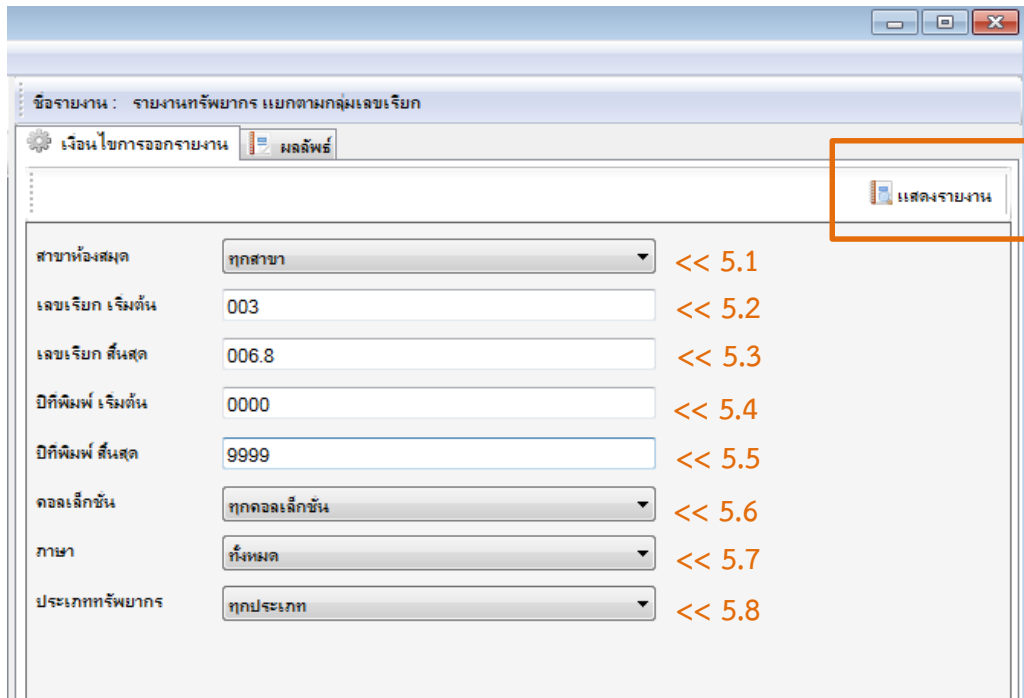 ชื่อรายงาน : รายงานทรัพยากร แยกตามกลุ่มเลขเรียก
เงื่อนไขการออกรายงาน ผลลัพธ์
แสดงรายงาน
สาขาห้องสมุด ทุกสาขา << 5.1
เลขเรียก เริ่มต้น 003 << 5.2
เลขเรียก สิ้นสุด 006.8 << 5.3
ปีที่พิมพ์ เริ่มต้น 0000 << 5.4
ปีที่พิมพ์ สิ้นสุด 9999 << 5.5
คอลเล็กชั่น ทุกคอลเล็กชั่น << 5.6
ภาษา ทั้งหมด << 5.7
ประเภททรัพยากร ทุกประเภท << 5.8